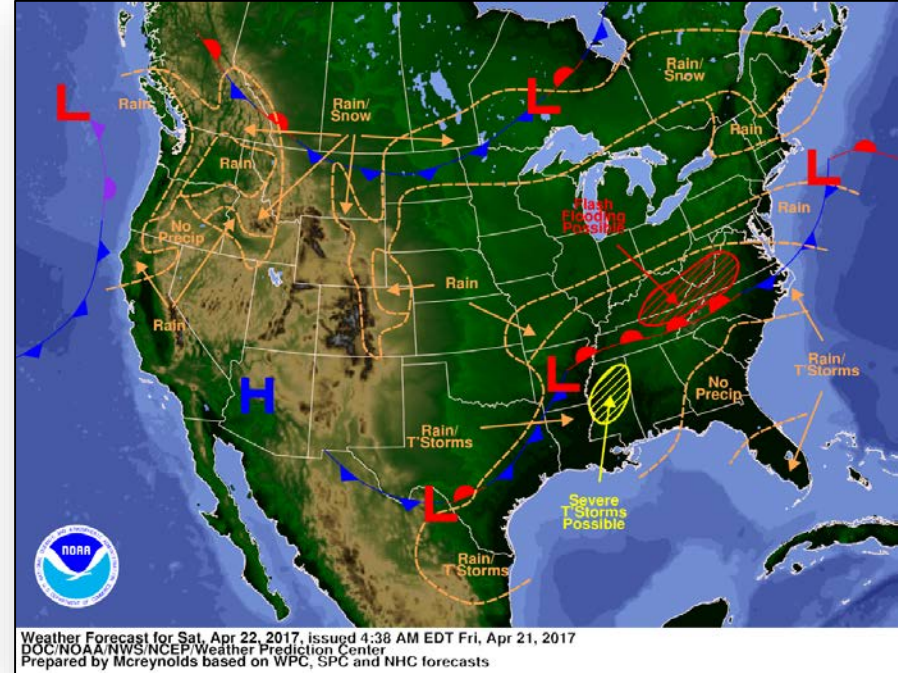 L
Rain
Rain/
Snow
L
Rain/
Snow
Rain
Rain
L
Rain
No
Precip
Flash
Flooding
Possible
Rain
Rain
L
No
Precip
Rain/
T'Storms
H
Rain/
T'Storms
L
Severe
T'Storms
Possible
Rain/
T'Storms
NOAA
Weather Forecast for Sat, Apr 22, 2017, issued 4:38 AM EDT Fri, Apr 21, 2017
DOC/NOAA/NWS/NCEP/Weather Prediction Center
Prepared by Mcreynolds based on WPC, SPC and NHC forecasts